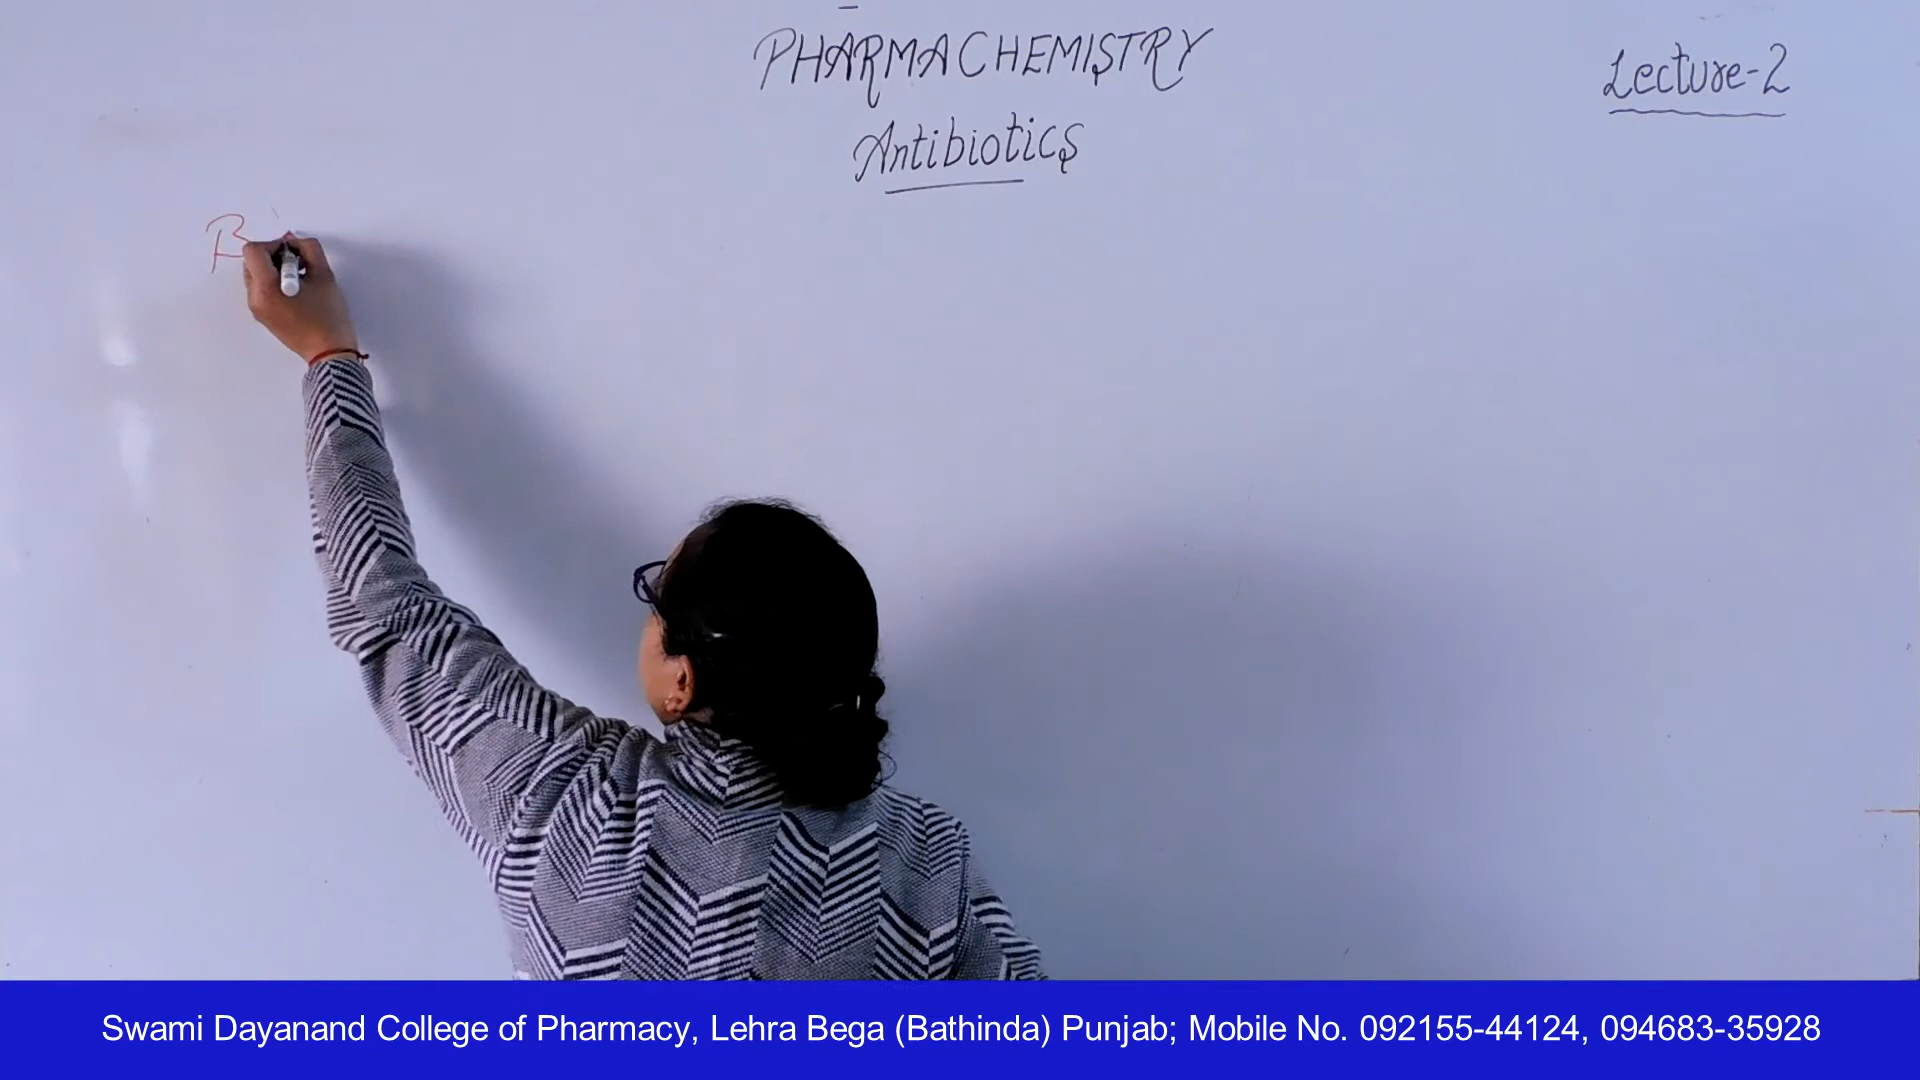 PHARMACHEMISTRY
Lecture-2
Antibiotics
Swami Dayanand College of Pharmacy, Lehra Bega (Bathinda) Punjab; Mobile No. 092155-44124, 094683-35928